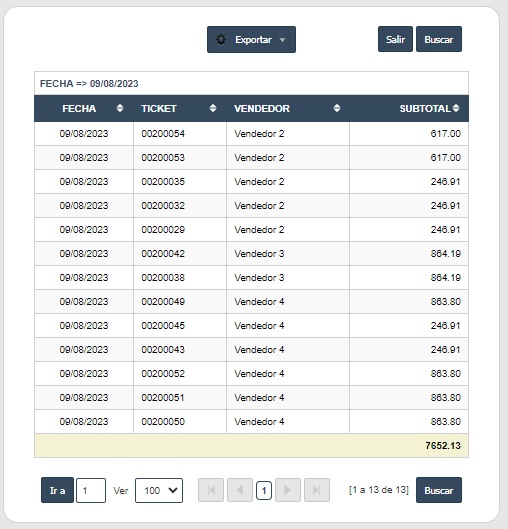 Exportar Salir Buscar
FECHA => 09/08/2023
FECHA TICKET VENDEDOR SUBTOTAL
09/08/2023 00200054 Vendedor 2 617.00
09/08/2023 00200053 Vendedor 2 617.00
09/08/2023 00200035 Vendedor 2 246.91
09/08/2023 00200032 Vendedor 2 246.91
09/08/2023 00200029 Vendedor 2 246.91
09/08/2023 00200042 Vendedor 3 864.19
09/08/2023 00200038 Vendedor 3 864.19
09/08/2023 00200049 Vendedor 4 863.80
09/08/2023 00200045 Vendedor 4 246.91
09/08/2023 00200043 Vendedor 4 246.91
09/08/2023 00200052 Vendedor 4 863.80
09/08/2023 00200051 Vendedor 4 863.80
09/08/2023 00200050 Vendedor 4 863.80
7652.13
Ir a 1 Ver 100 1 [1 a 13 de 13] Buscar